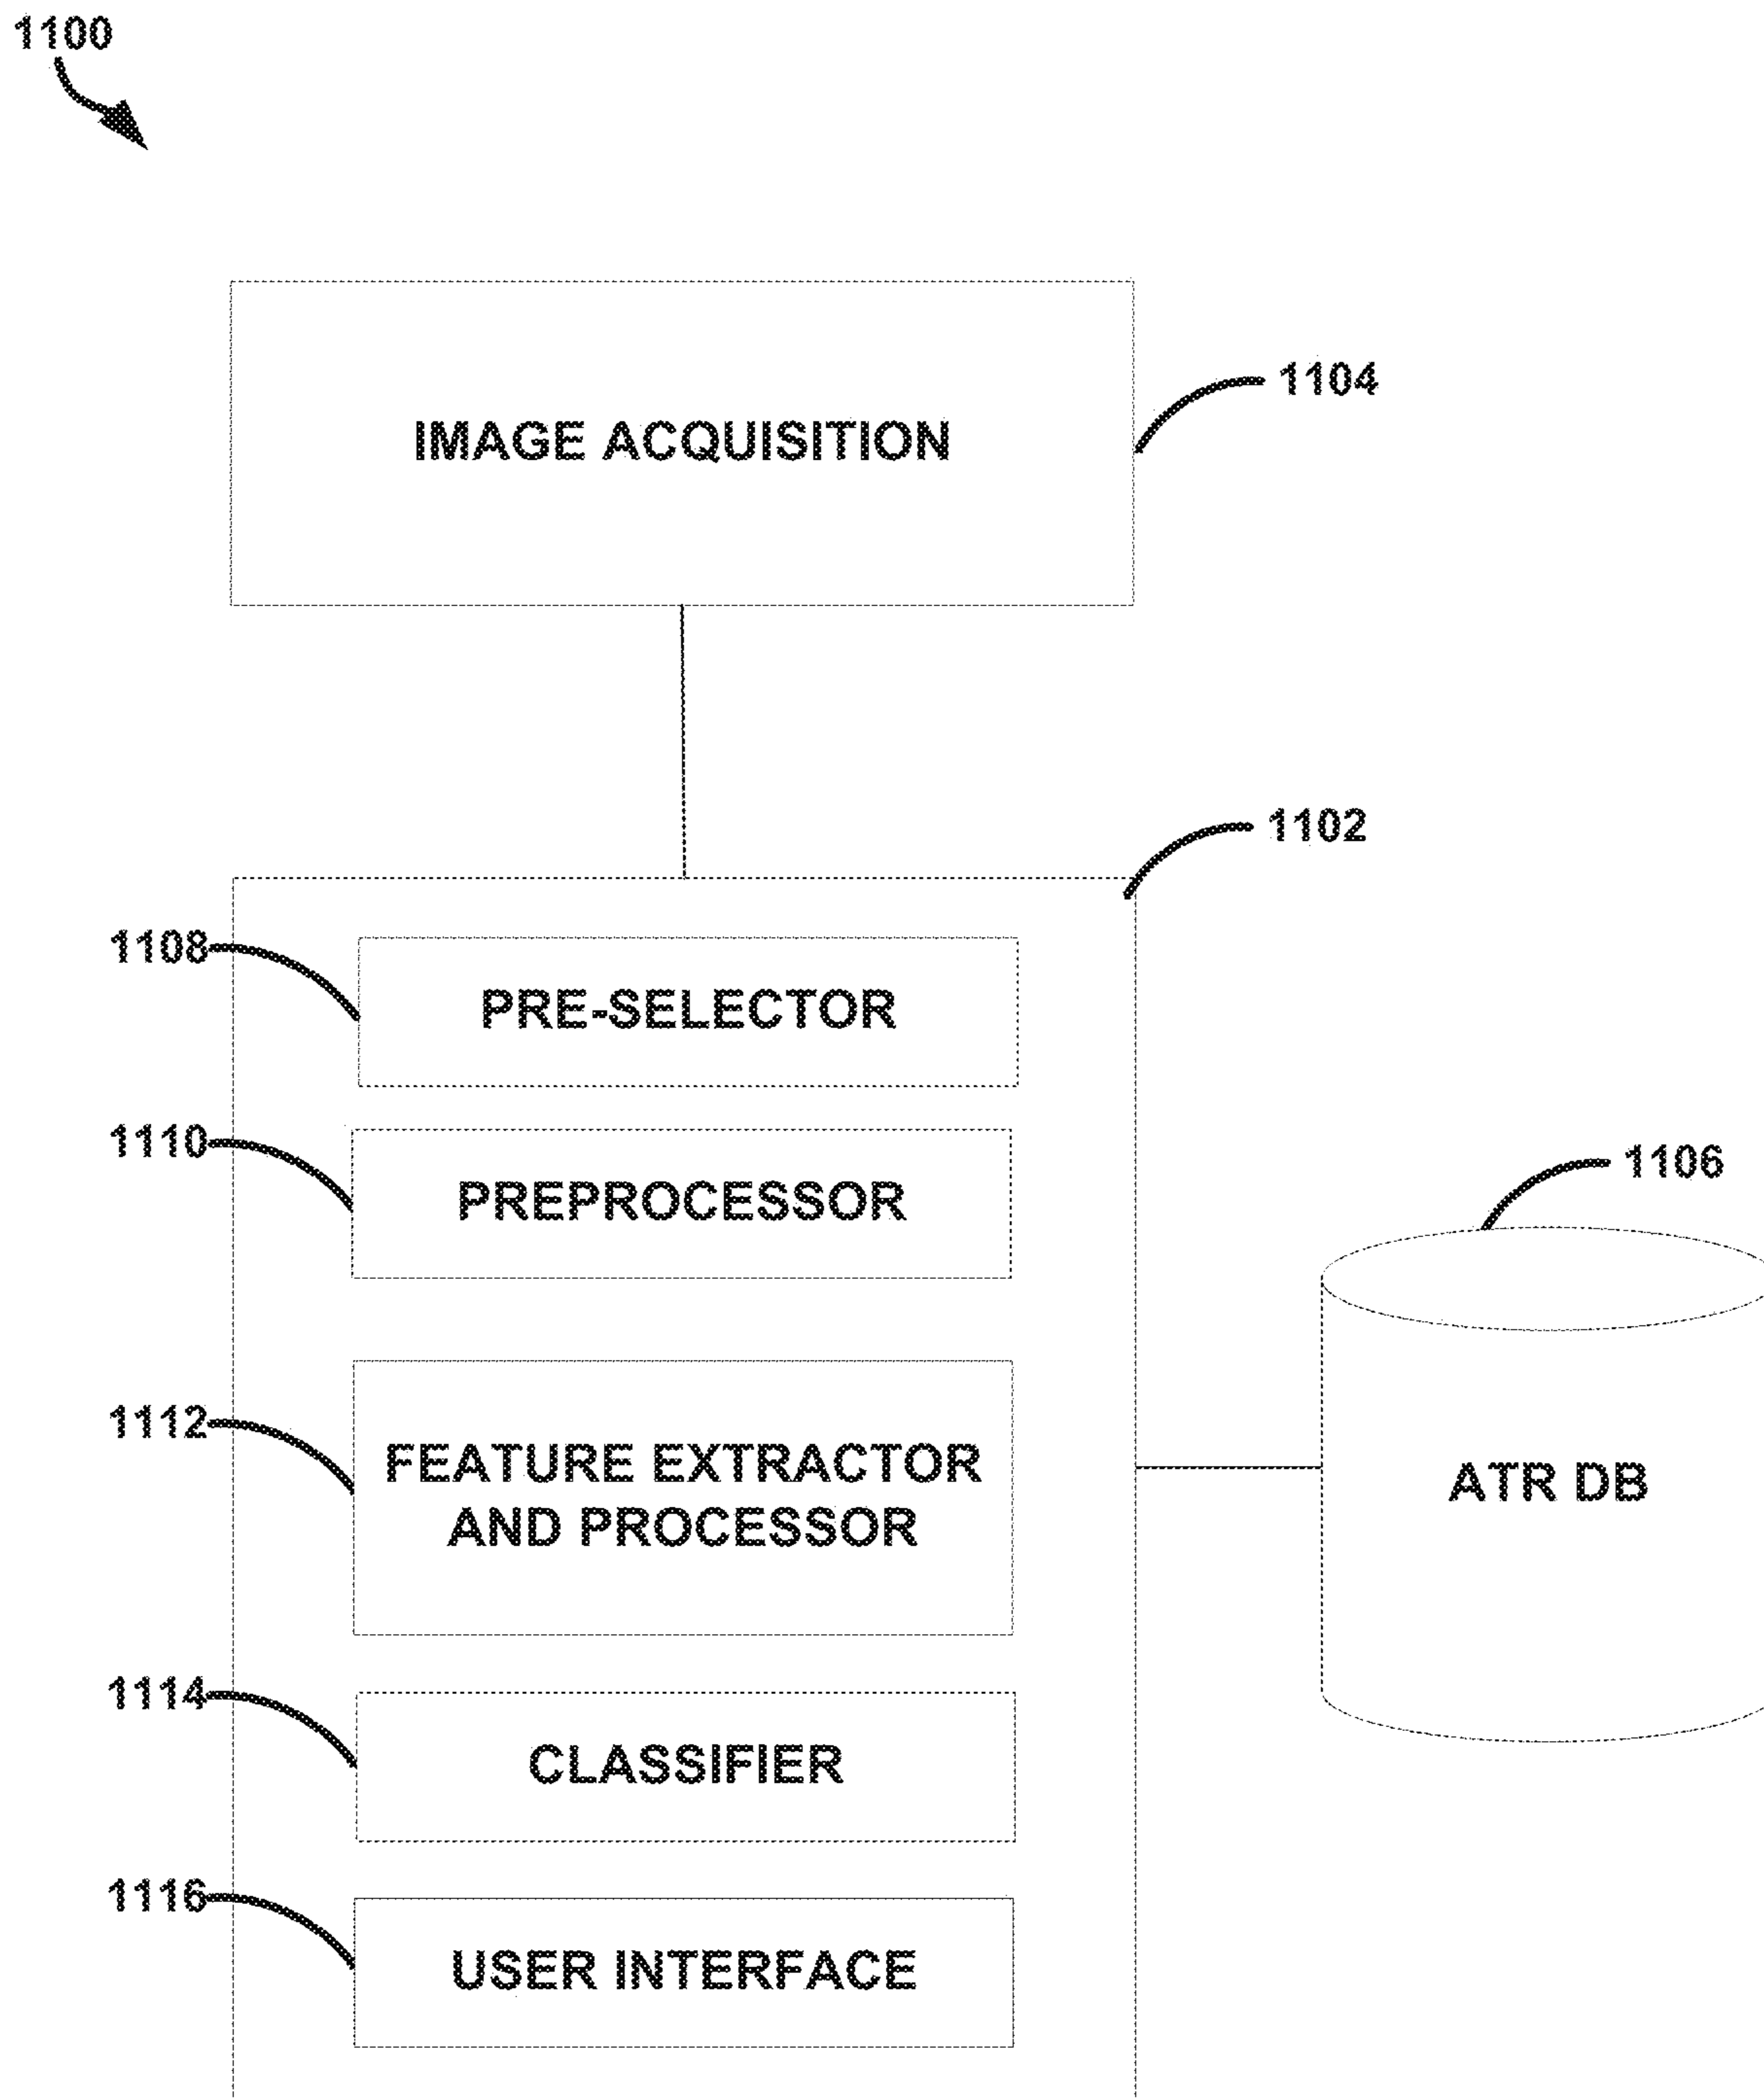 1100
IMAGE ACQUISITION
1104
1102
1108
PRE-SELECTOR
1110
PREPROCESSOR
1106
1112
FEATURE EXTRACTOR
AND PROCESSOR
ATR DB
1114
CLASSIFIER
1116
USER INTERFACE